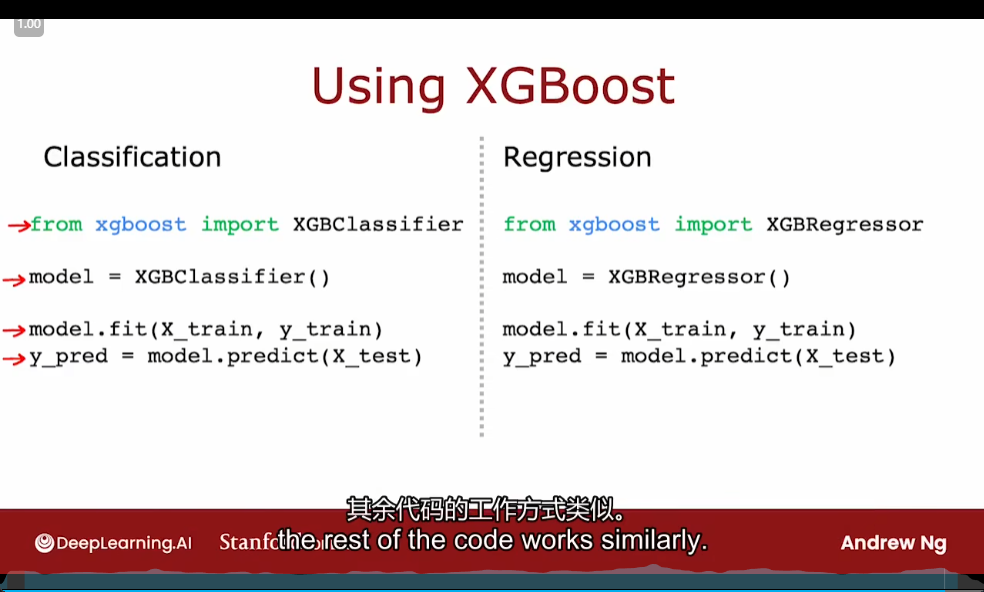 1.00
Using XGBoost
Classification
from xgboost import XGBClassifier
model = XGBClassifier()
model.fit(X_train, y_train)
y_pred = model.predict(X_test)
Regression
from xgboost import XGBRegressor
model = XGBRegressor()
model.fit(X_train, y_train)
y_pred = model.predict(X_test)
其余代码的工作方式类似。
the rest of the code works similarly.
DeepLearning.AI
Andrew Ng